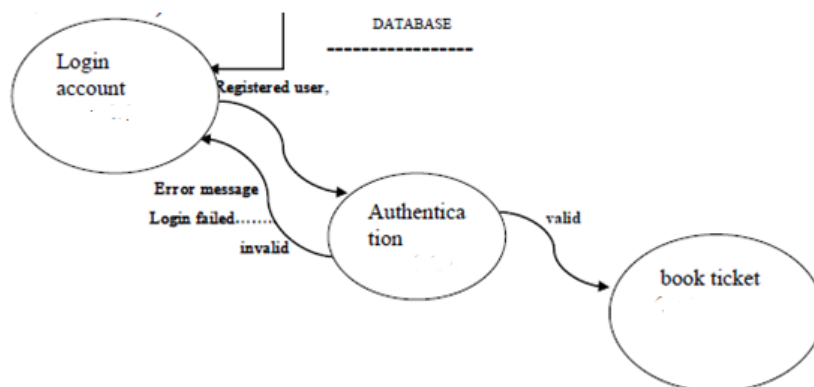 DATABASE
Login
account
Registered user,
Error message
Login failed........
invalid
Authentica
tion
valid
book ticket